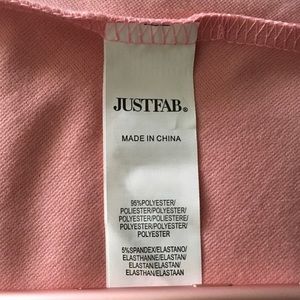 JUSTFAB®
MADE IN CHINA
95%POLYESTER/
POLIESTER/POLYESTER/
POLYESTER/POLIESTERE/
POLYESTER/POLYESTER/
POLYESTER
5%SPANDEX/ELASTANO/
ELASTHANNE/ELASTAN/
ELASTAN/ELASTAN/
ELASTHAN/ELASTAAN